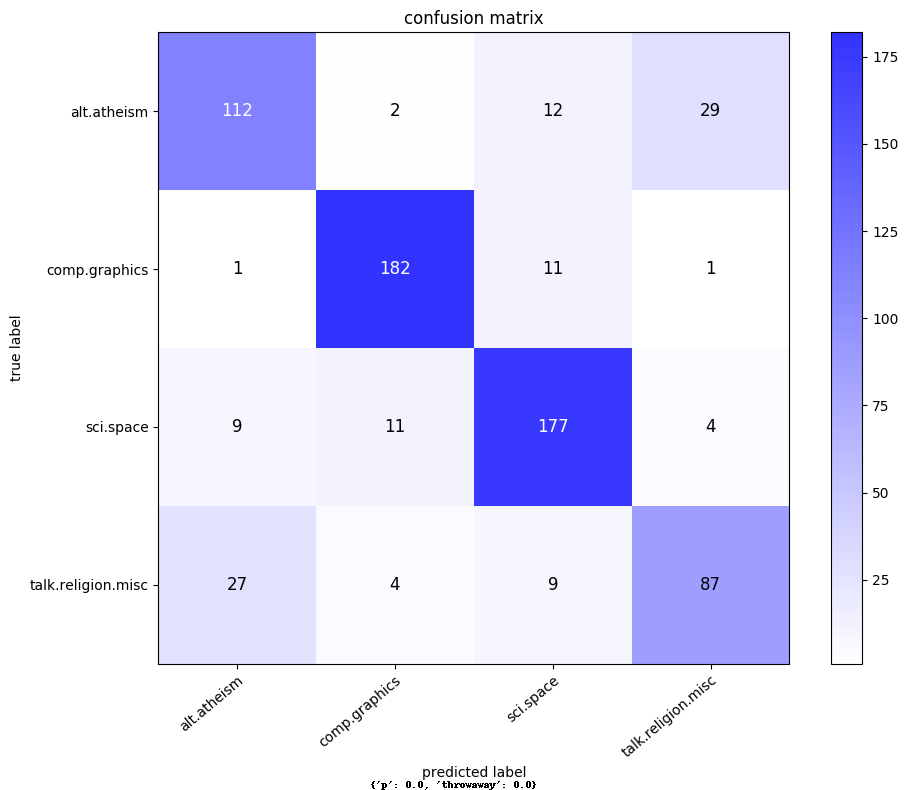 confusion matrix
175
alt.atheism 112 2 12 29
150
125
comp.graphics 1 182 11 1
100
true label
75
sci.space 9 11 177 4
50
talk.religion.misc 27 4 9 87
25
alt.atheism comp.graphics sci.space talk.religion.misc
predicted label
{'p': 0.0, 'throwaway': 0.0}